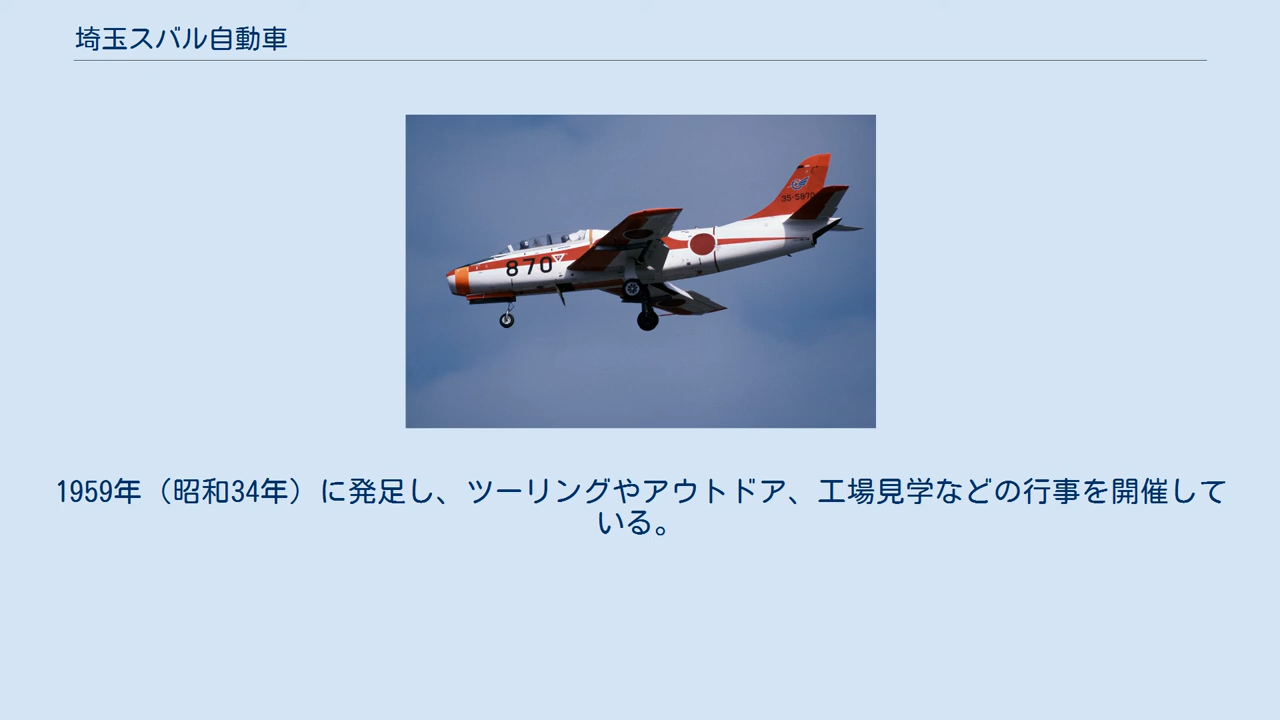 埼玉スバル自動車
870
35-5870
1959年（昭和34年）に発足し、ツーリングやアウトドア、工場見学などの行事を開催して
いる。